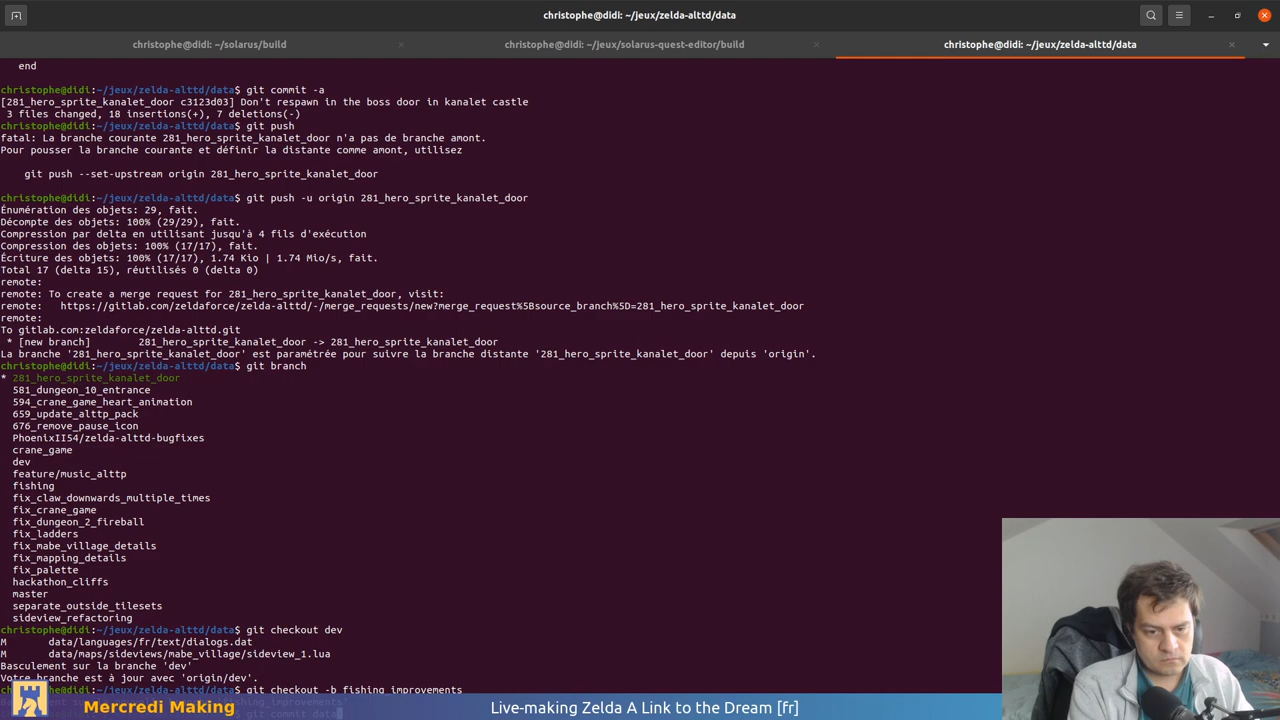 christophe@didi: ~/jeux/zelda-alttd/data
christophe@didi: ~/solarus/build
christophe@didi: ~/jeux/solarus-quest-editor/build
christophe@didi: ~/jeux/zelda-alttd/data
end
christophe@didi:~/jeux/zelda-alttd/data$ git commit -a
[281_hero_sprite_kanalet_door c3123d03] Don't respawn in the boss door in kanalet castle
3 files changed, 18 insertions(+), 7 deletions(-)
christophe@didi:~/jeux/zelda-alttd/data$ git push
fatal: La branche courante 281_hero_sprite_kanalet_door n'a pas de branche amont.
Pour pousser la branche courante et définir la distante comme amont, utilisez
git push --set-upstream origin 281_hero_sprite_kanalet_door
christophe@didi:~/jeux/zelda-alttd/data$ git push -u origin 281_hero_sprite_kanalet_door
Énumération des objets: 29, fait.
Décompte des objets: 100% (29/29), fait.
Compression par delta en utilisant jusqu'à 4 fils d'exécution
Compression des objets: 100% (17/17), fait.
Écriture des objets: 100% (17/17), 1.74 Kio | 1.74 Mio/s, fait.
Total 17 (delta 15), réutilisés 0 (delta 0)
remote:
remote: To create a merge request for 281_hero_sprite_kanalet_door, visit:
remote:   https://gitlab.com/zeldaforce/zelda-alttd/-/merge_requests/new?merge_request%5Bsource_branch%5D=281_hero_sprite_kanalet_door
remote:
To gitlab.com:zeldaforce/zelda-alttd.git
* [new branch]        281_hero_sprite_kanalet_door -> 281_hero_sprite_kanalet_door
La branche '281_hero_sprite_kanalet_door' est paramétrée pour suivre la branche distante '281_hero_sprite_kanalet_door' depuis 'origin'.
christophe@didi:~/jeux/zelda-alttd/data$ git branch
* 281_hero_sprite_kanalet_door
581_dungeon_10_entrance
594_crane_game_heart_animation
659_update_alttp_pack
676_remove_pause_icon
PhoenixII54/zelda-alttd-bugfixes
crane_game
dev
feature/music_alttp
fishing
fix_claw_downwards_multiple_times
fix_crane_game
fix_dungeon_2_fireball
fix_ladders
fix_mabe_village_details
fix_mapping_details
fix_palette
hackathon_cliffs
master
separate_outside_tilesets
sideview_refactoring
christophe@didi:~/jeux/zelda-alttd/data$ git checkout dev
M       data/languages/fr/text/dialogs.dat
M       data/maps/sideviews/mabe_village/sideview_1.lua
Basculement sur la branche 'dev'
Votre branche est à jour avec 'origin/dev'.
christophe@didi:~/jeux/zelda-alttd/data$ git checkout -b fishing_improvements
fishing_improvements'
git commit data
Mercredi Making
Live-making Zelda A Link to the Dream [fr]